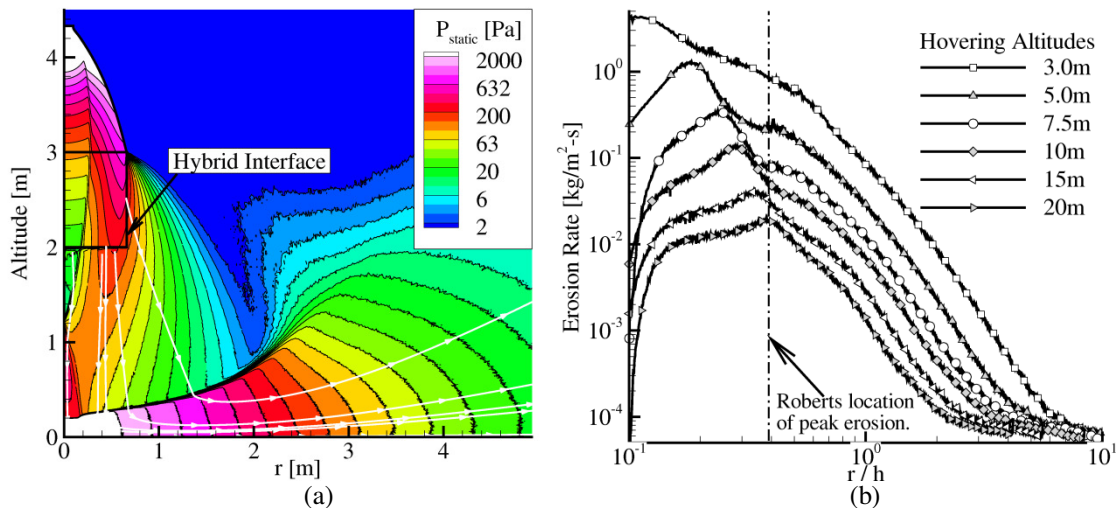 P_static [Pa]
2000
632
200
63
20
6
2
Hybrid Interface
Altitude [m]
4
3
2
1
0
0
1
2
3
4
r [m]
(a)
Erosion Rate [kg/m²-s]
10⁰
10⁻¹
10⁻²
10⁻³
10⁻⁴
Hovering Altitudes
3.0m
5.0m
7.5m
10m
15m
20m
Roberts location
of peak erosion.
10⁻¹
10⁰
10¹
r / h
(b)